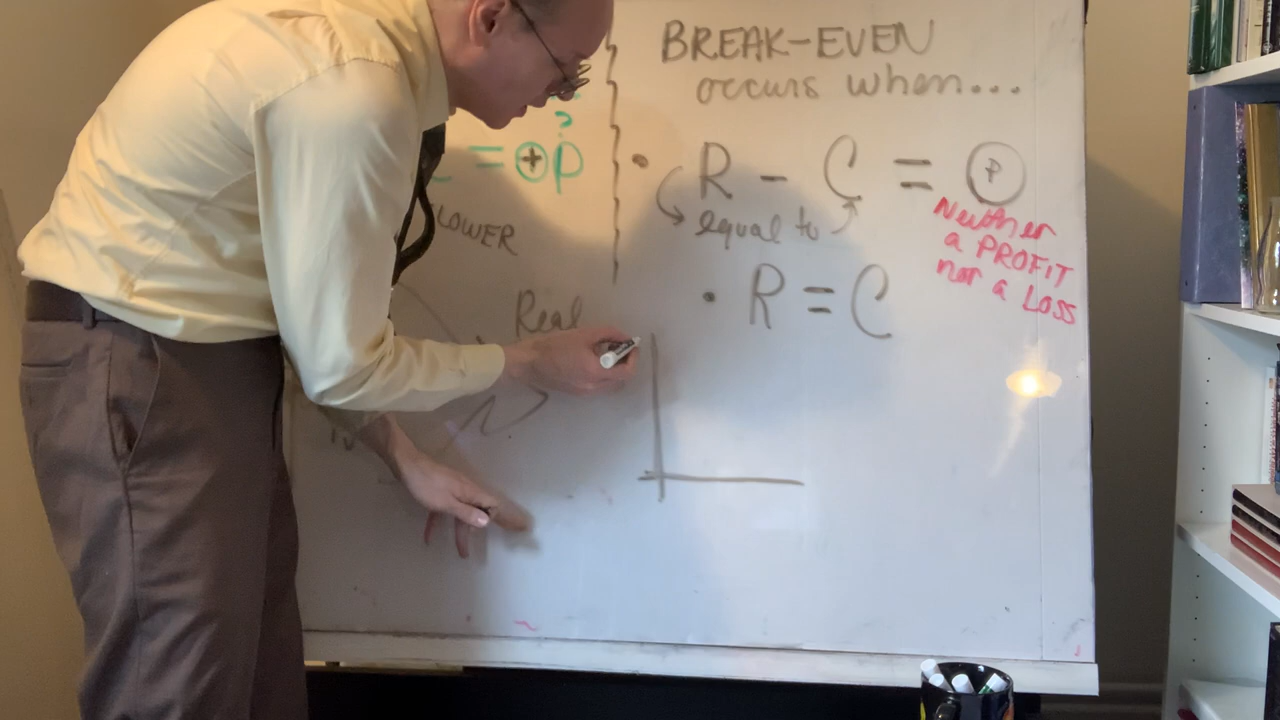 ?
= ⊕P
LOWER
Real
BREAK-EVEN
occurs when...
• R - C = Ⓟ
equal to
Neither
a PROFIT
nor a LOSS
• R = C